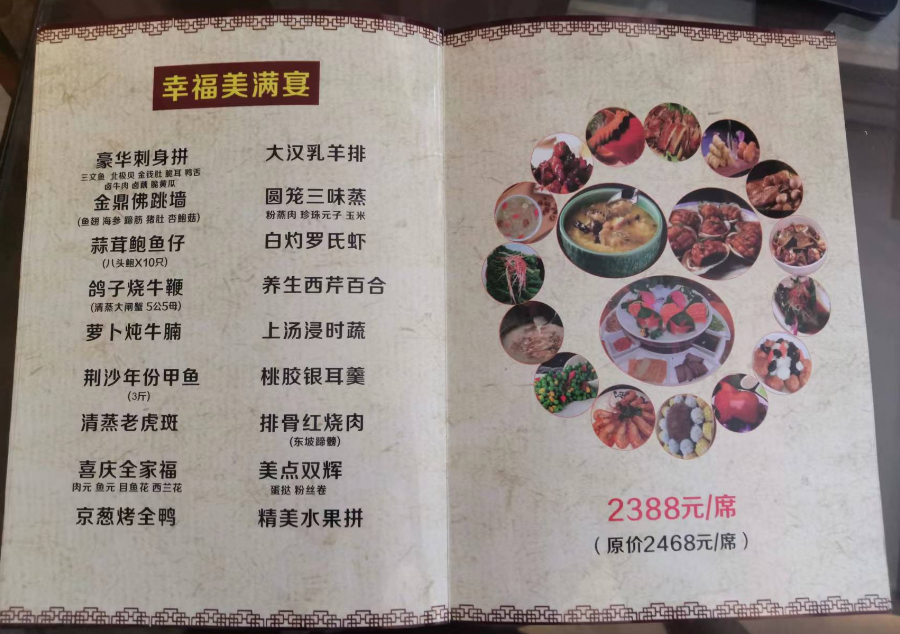 幸福美满宴
豪华刺身拼
三文鱼 北极贝 金钱肚 脆耳 鸭舌
卤牛肉 卤藕 脆黄瓜
金鼎佛跳墙
(鱼翅 海参 蹄筋 猪肚 杏鲍菇)
蒜茸鲍鱼仔
(八头鲍X10只)
鸽子烧牛鞭
(清蒸大闸蟹 5公5母)
萝卜炖牛腩
荆沙年份甲鱼
(3斤)
清蒸老虎斑
喜庆全家福
肉元 鱼元 目鱼花 西兰花
京葱烤全鸭
大汉乳羊排
圆笼三味蒸
粉蒸肉 珍珠元子 玉米
白灼罗氏虾
养生西芹百合
上汤浸时蔬
桃胶银耳羹
排骨红烧肉
(东坡蹄髈)
美点双辉
蛋挞 粉丝卷
精美水果拼
2388元/席
(原价2468元/席)